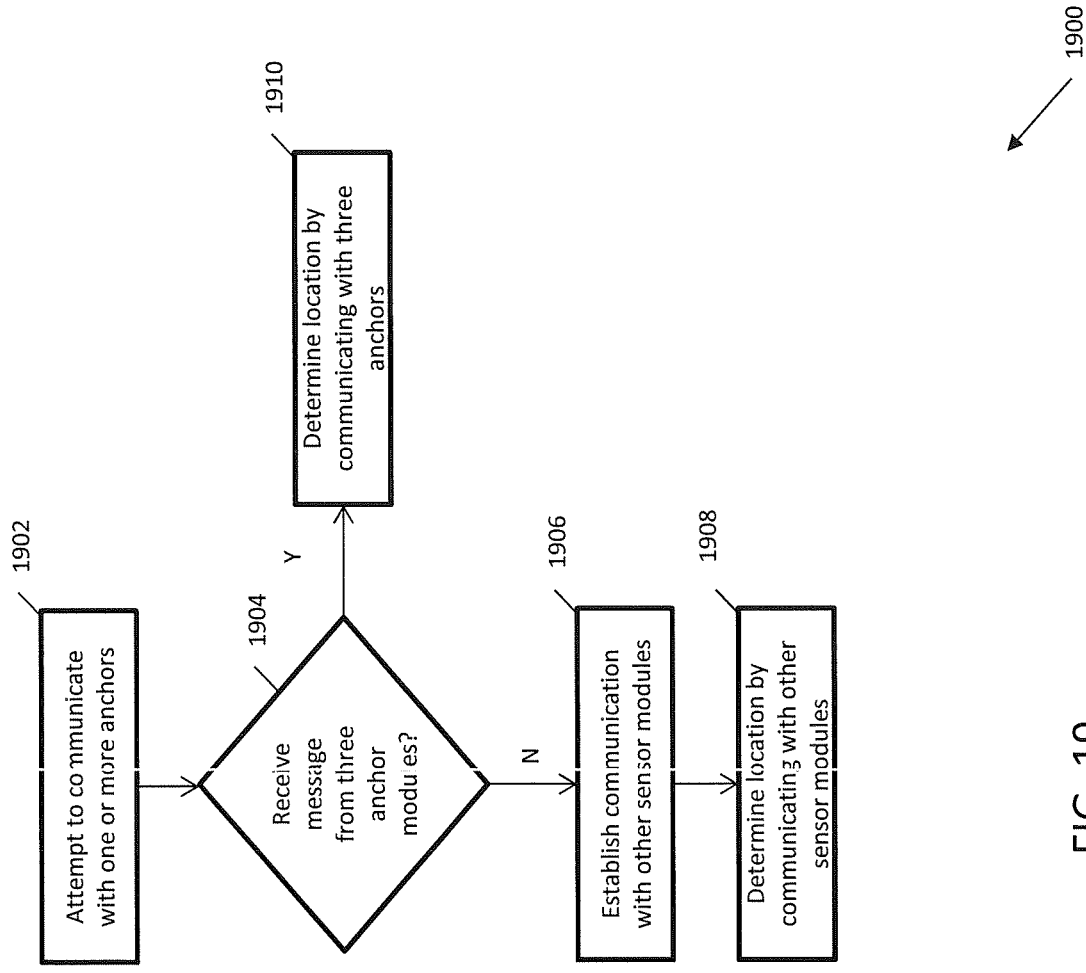 1902
Attempt to communicate
with one or more anchors
1904
Receive
message
from three
anchor
modules?
Y
1910
Determine location by
communicating with three
anchors
N
1906
Establish communication
with other sensor modules
1908
Determine location by
communicating with other
sensor modules
1900
FIG. 19